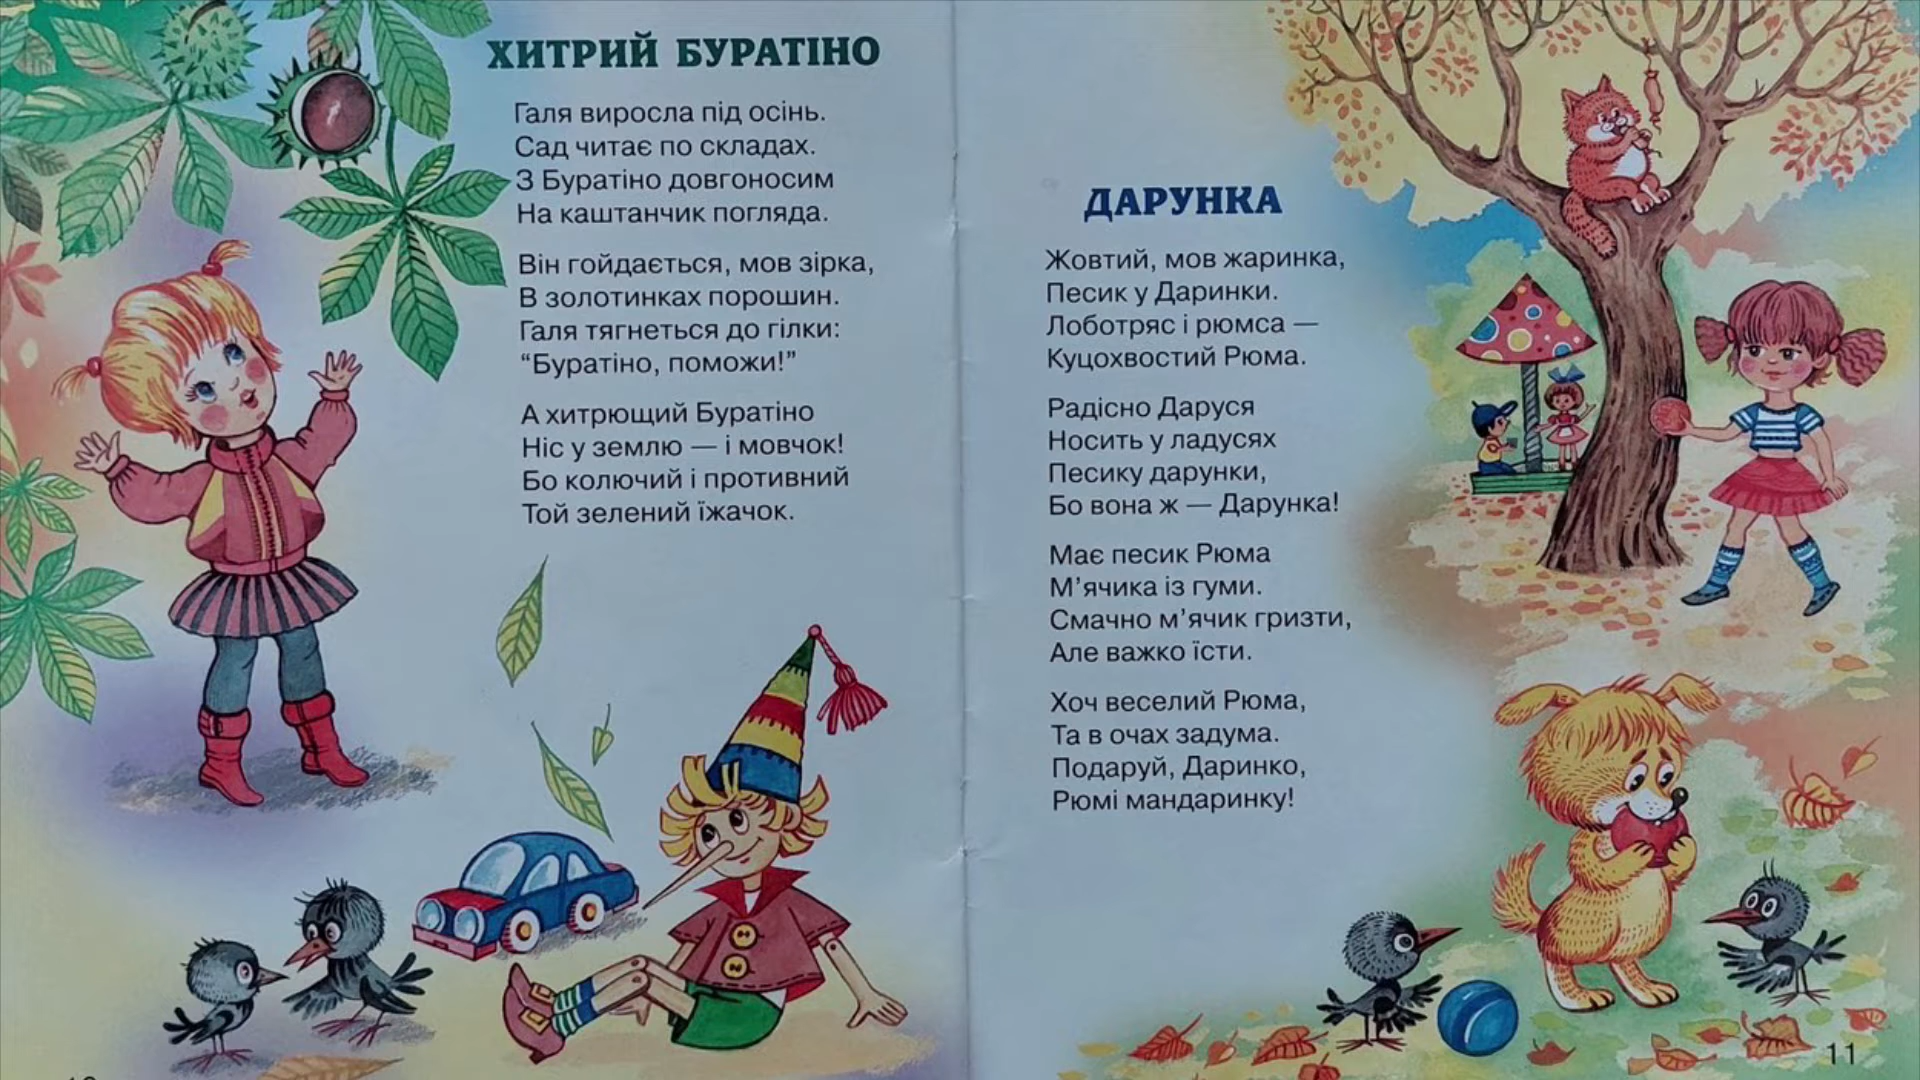 ХИТРИЙ БУРАТІНО
Галя виросла під осінь.
Сад читає по складах.
З Буратіно довгоносим
На каштанчик погляда.
Він гойдається, мов зірка,
В золотинках порошин.
Галя тягнеться до гілки:
“Буратіно, поможи!”
А хитрющий Буратіно
Ніс у землю — і мовчок!
Бо колючий і противний
Той зелений їжачок.
ДАРУНКА
Жовтий, мов жаринка,
Песик у Даринки.
Лоботряс і рюмса —
Куцохвостий Рюма.
Радісно Даруся
Носить у ладусях
Песику дарунки,
Бо вона ж — Дарунка!
Має песик Рюма
М’ячика із гуми.
Смачно м’ячик гризти,
Але важко їсти.
Хоч веселий Рюма,
Та в очах задума.
Подаруй, Даринко,
Рюмі мандаринку!
11